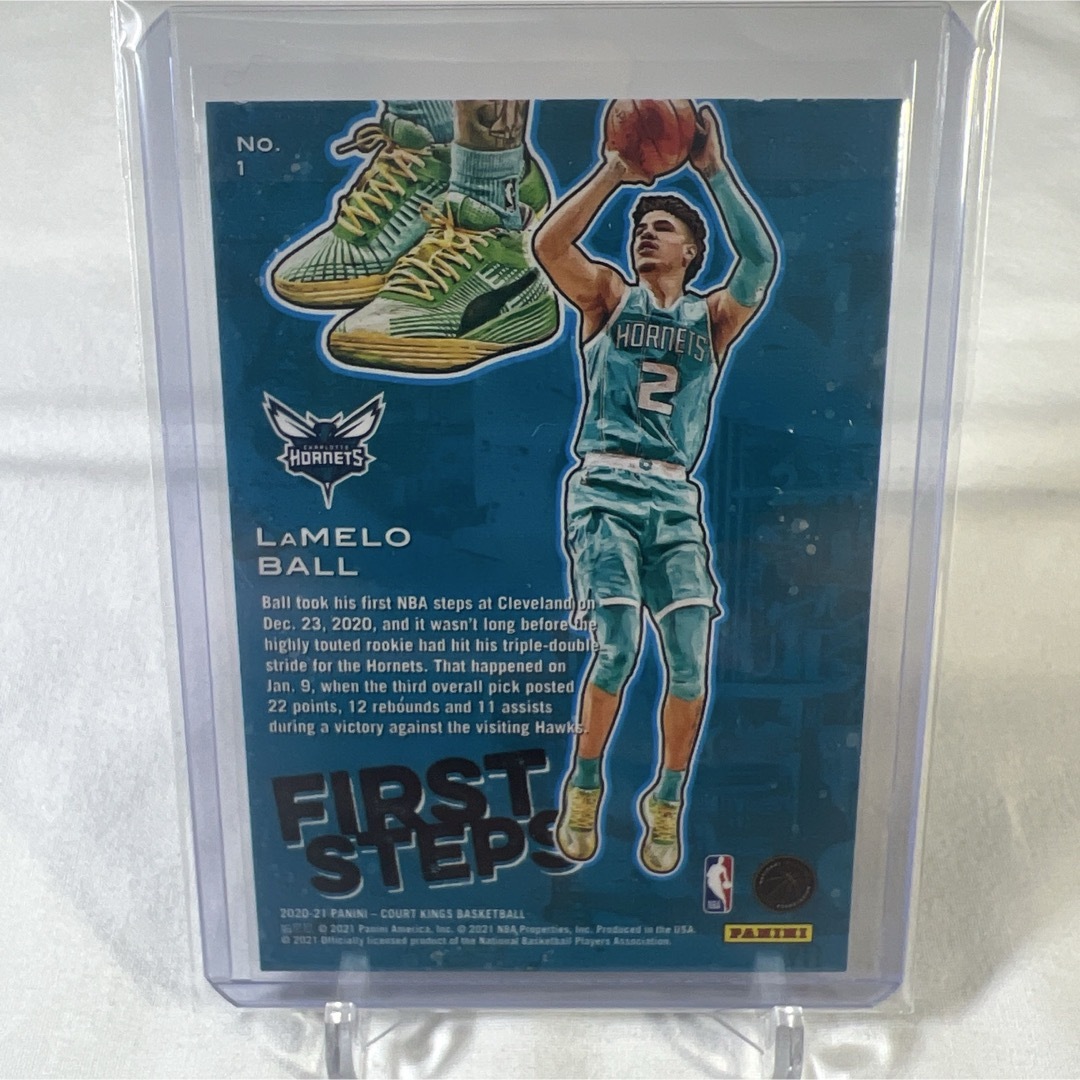 No.
1
HORNETS
2
CHARLOTTE
HORNETS
LaMELO
BALL
Ball took his first NBA steps at Cleveland on
Dec. 23, 2020, and it wasn't long before the
highly touted rookie had hit his triple-double
stride for the Hornets. That happened on
Jan. 9, when the third overall pick posted
22 points, 12 rebounds and 11 assists
during a victory against the visiting Hawks.
FIRST
STEPS
2020-21 PANINI – COURT KINGS BASKETBALL
© 2021 Panini America, Inc. © 2021 NBA Properties, Inc. Produced in the USA.
© 2021 Officially licensed product of the National Basketball Players Association.
NBA
PANINI